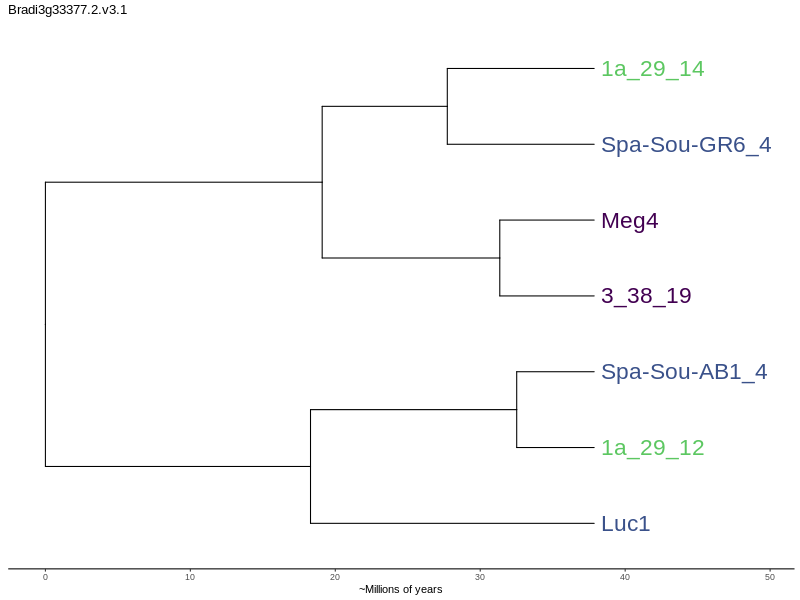 Bradi3g33377.2.v3.1
1a_29_14
Spa-Sou-GR6_4
Meg4
3_38_19
Spa-Sou-AB1_4
1a_29_12
Luc1
0 10 20 30 40 50
~Millions of years